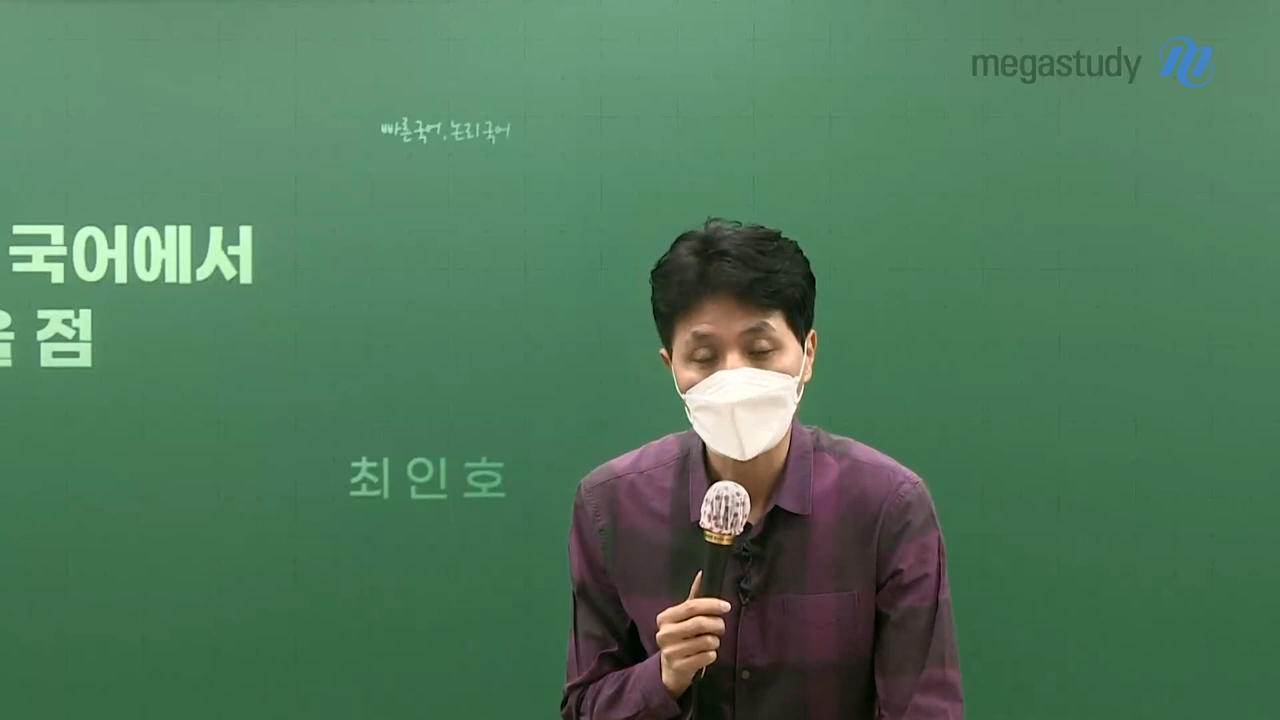 megastudy
빠른국어, 논리국어
국어에서
을 점
최인호